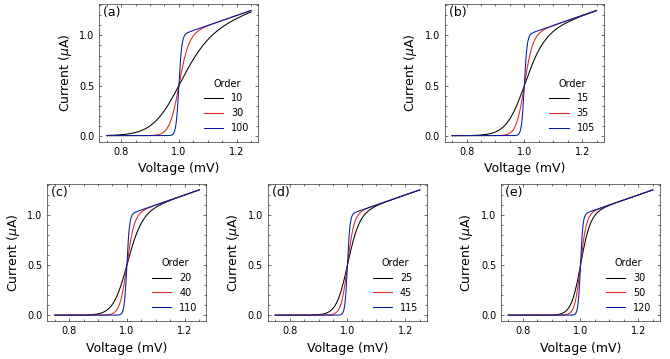 (a)
Current (μA)
1.0
0.5
0.0
Order
10
30
100
0.8 1.0 1.2
Voltage (mV)
(b)
Current (μA)
1.0
0.5
0.0
Order
15
35
105
0.8 1.0 1.2
Voltage (mV)
(c)
Current (μA)
1.0
0.5
0.0
Order
20
40
110
0.8 1.0 1.2
Voltage (mV)
(d)
Current (μA)
1.0
0.5
0.0
Order
25
45
115
0.8 1.0 1.2
Voltage (mV)
(e)
Current (μA)
1.0
0.5
0.0
Order
30
50
120
0.8 1.0 1.2
Voltage (mV)